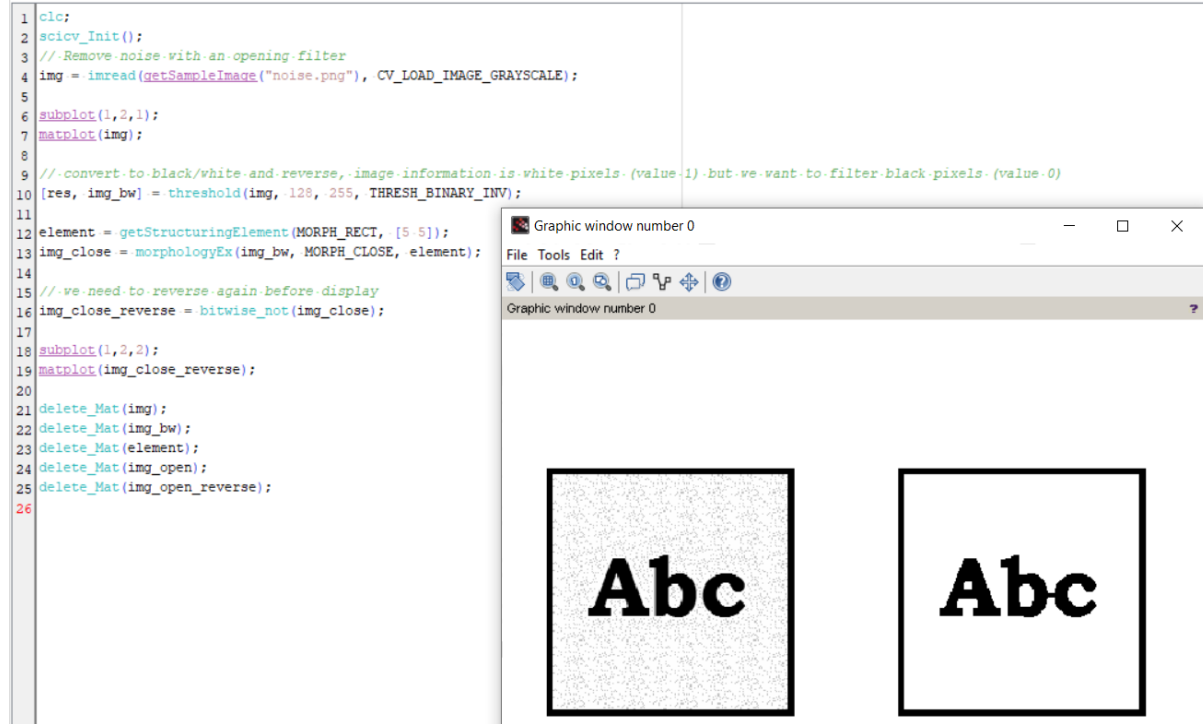 1 clc;
2 scicv_Init();
3 // Remove noise with an opening filter
4 img = imread(getSampleImage("noise.png"), CV_LOAD_IMAGE_GRAYSCALE);
5
6 subplot(1,2,1);
7 matplot(img);
8
9 // convert to black/white and reverse, image information is white pixels (value 1) but we want to filter black pixels (value 0)
10 [res, img_bw] = threshold(img, 128, 255, THRESH_BINARY_INV);
11
12 element = getStructuringElement(MORPH_RECT, [5 5]);
13 img_close = morphologyEx(img_bw, MORPH_CLOSE, element);
14
15 // we need to reverse again before display
16 img_close_reverse = bitwise_not(img_close);
17
18 subplot(1,2,2);
19 matplot(img_close_reverse);
20
21 delete_Mat(img);
22 delete_Mat(img_bw);
23 delete_Mat(element);
24 delete_Mat(img_open);
25 delete_Mat(img_open_reverse);
26
Graphic window number 0
File Tools Edit ?
Graphic window number 0 ?
Abc Abc